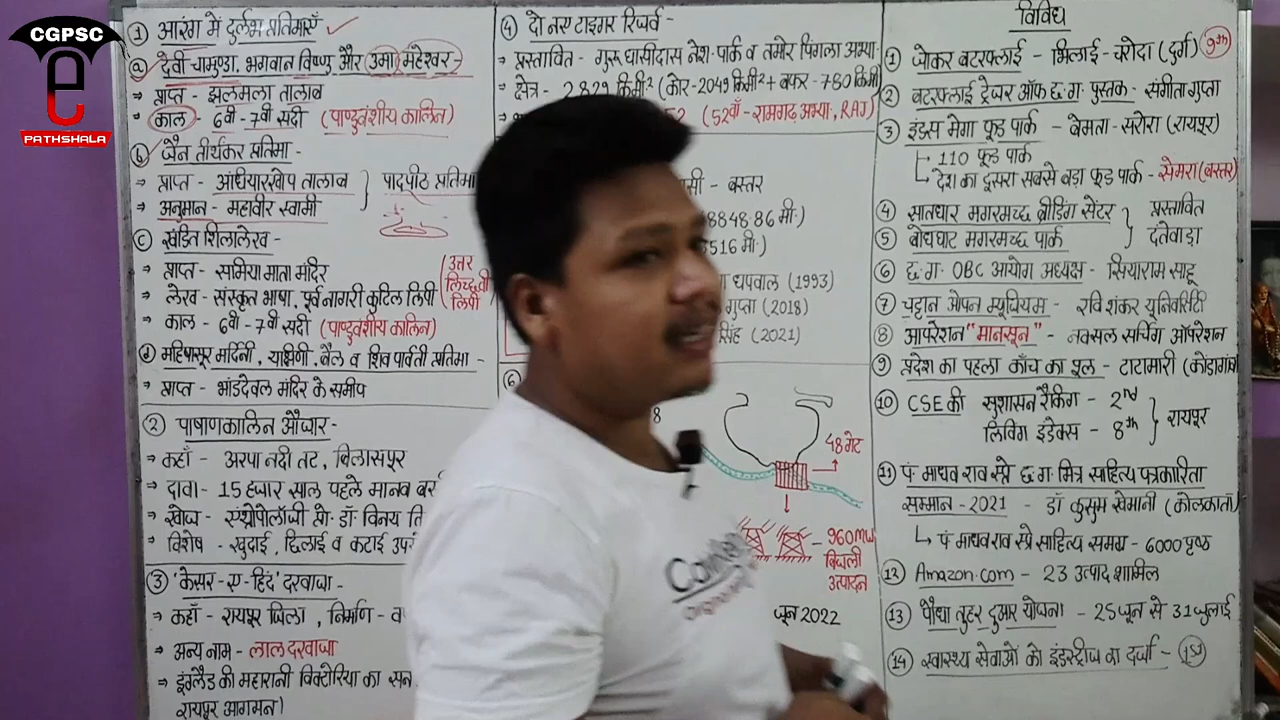 CGPSC
e
PATHSHALA
① आरंग में दुर्लभ प्रतिमाएँ
ⓐ देवी चामुण्डा, भगवान विष्णु और उमा महेश्वर -
→ प्राप्त - झलमला तालाब
→ काल - 6वी - 7वी सदी (पाण्डुवंशीय कालिन)
ⓑ जैन तीर्थकर प्रतिमा -
→ प्राप्त - अंधियारखोप तालाब
पादपीठ प्रतिमा
→ अनुमान - महावीर स्वामी
ⓒ खंडित शिलालेख -
→ प्राप्त - सामिया माता मंदिर
→ लेख - संस्कृत भाषा, पूर्व नागरी कुटिल लिपी
(उत्तर
लिच्छवी
लिपी
→ काल - 6वी - 7वी सदी (पाण्डुवंशीय कालिन)
ⓓ महिषासूर मर्दिनी, याक्षिणी, बैल व शिव पार्वती प्रतिमा -
→ प्राप्त - भांडदेवल मंदिर के समीप
② पाषाणकालिन औजार -
→ कहाँ - अरपा नदी तट, बिलासपूर
→ दावा - 15 हजार साल पहले मानव
→ खोज - एंथ्रोपोलॉजी प्रो. डॉ विनय
→ विशेष - खुदाई, छिलाई व कटाई
③ 'केसर-ए-हिंद' दरवाजा -
→ कहाँ - रायपूर जिला, निर्माण -
→ अन्य नाम - लाल दरवाजा
→ इंग्लैड की महारानी विक्टोरिया का
रायपूर आगमन।
④ दो नए टाइगर रिजर्व -
→ प्रस्तावित - गुरू घासीदास नेश. पार्क व तमोर पिंगला अभ्या.
→ क्षेत्र - 2829 किमी² (कोर - 2049 किमी² + बफर - 780 किमी
52 (52वाँ - रामगढ़ अभ्या, RAJ)
- बस्तर
8848.86 मी.)
516 मी.)
धपवाल (1993)
गुप्ता (2018)
सिंह (2021)
⑥
8
48 गेट
960 MW
बिजली
उत्पादन
जून 2022
विविध
① जोकर बटरफ्लाई - भिलाई - चरोदा (दुर्ग) 9th
② बटरफ्लाई ट्रेजर ऑफ छ.ग. पुस्तक - संगीता गुप्ता
③ इंडस मेगा फूड पार्क - बेमता - सरोरा (रायपूर)
110 फूड पार्क
देश का दूसरा सबसे बड़ा फूड पार्क - सेमरा (बस्तर)
④ सातधार मगरमच्छ ब्रीडिंग सेंटर
प्रस्तावित
⑤ बोधघाट मगरमच्छ पार्क
दंतेवाड़ा
⑥ छ.ग. OBC आयोग अध्यक्ष - सियाराम साहू
⑦ चट्टान ओपन म्यूजियम - रवि शंकर यूनिवर्सिटी
⑧ आपरेशन "मानसून" - नक्सल सर्चिंग ऑपरेशन
⑨ प्रदेश का पहला काँच का पूल - टाटामारी (कोंडागांव
⑩ CSE की सुशासन रैंकिग - 2nd
रायपूर
लिविंग इंडेक्स - 8th
⑪ पं. माधव राव सप्रे छ.ग. मित्र साहित्य पत्रकारिता
सम्मान - 2021 - डॉ कुसुम खेमानी (कोलकाता)
पं. माधव राव सप्रे साहित्य समग्र - 6000 पृष्ठ
⑫ Amazon.com - 23 उत्पाद शामिल
⑬ पौधा तुहर दुआर योजना - 25 जून से 31 जुलाई
⑭ स्वास्थ्य सेवाओं को इंडस्ट्रीज का दर्जा - 1st